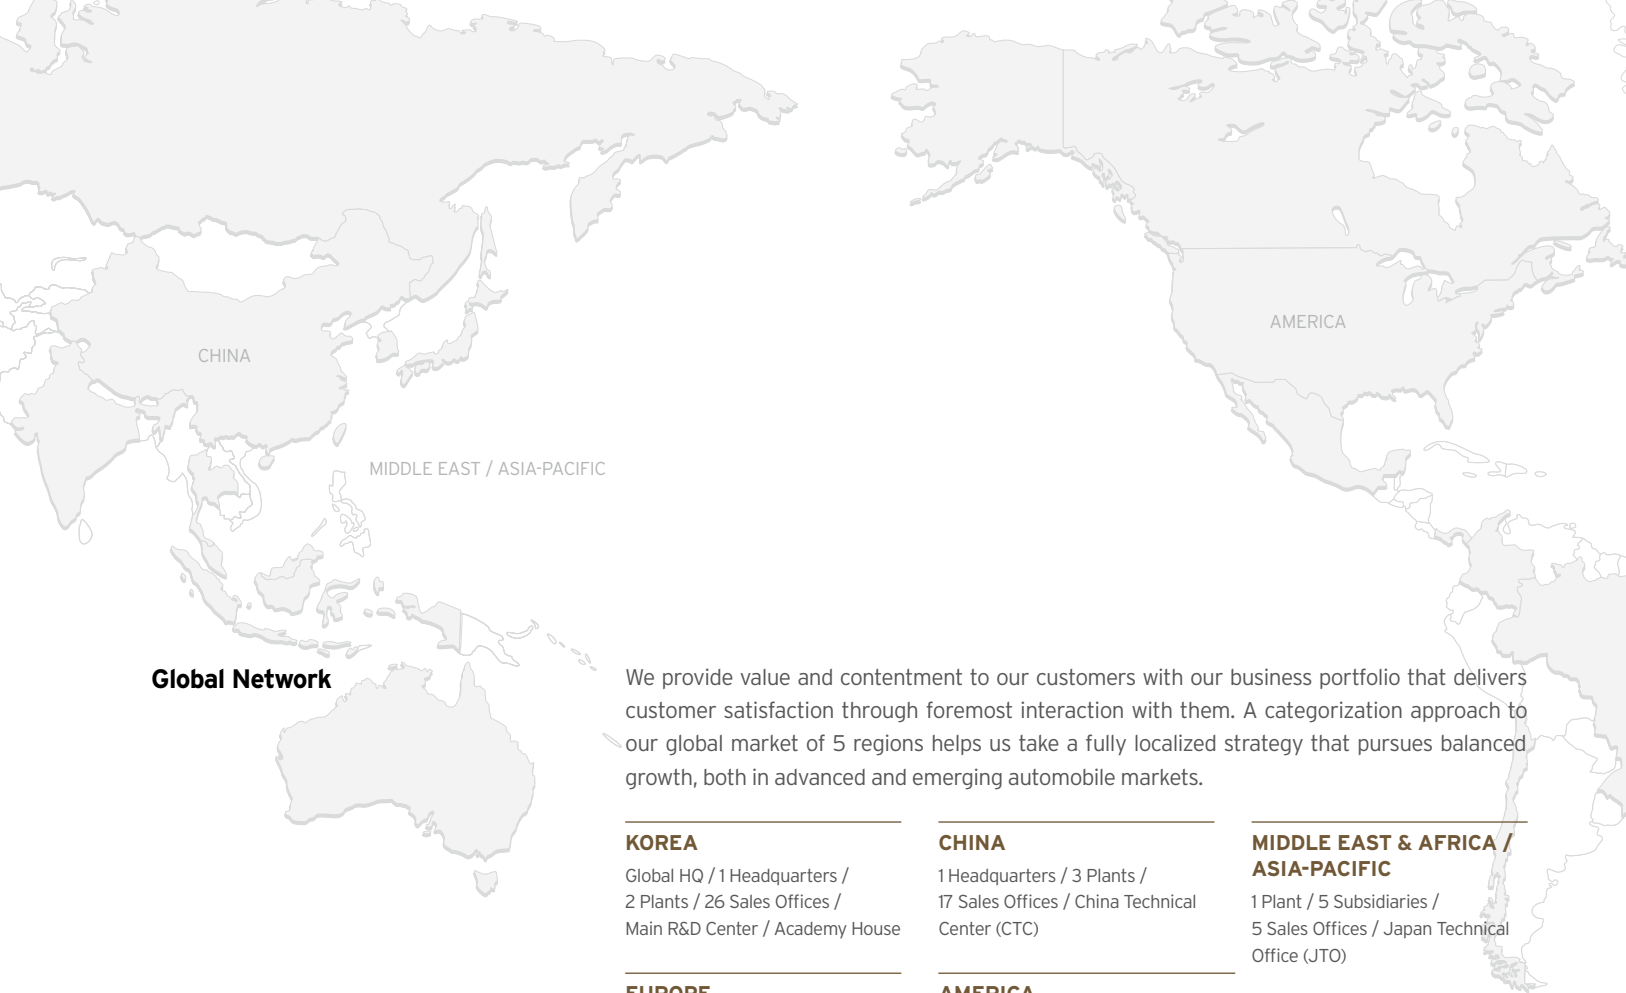 CHINA
AMERICA
MIDDLE EAST / ASIA-PACIFIC
Global Network
We provide value and contentment to our customers with our business portfolio that delivers
customer satisfaction through foremost interaction with them. A categorization approach to
our global market of 5 regions helps us take a fully localized strategy that pursues balanced
growth, both in advanced and emerging automobile markets.
KOREA
Global HQ / 1 Headquarters /
2 Plants / 26 Sales Offices /
Main R&D Center / Academy House
CHINA
1 Headquarters / 3 Plants /
17 Sales Offices / China Technical
Center (CTC)
MIDDLE EAST & AFRICA /
ASIA-PACIFIC
1 Plant / 5 Subsidiaries /
5 Sales Offices / Japan Technical
Office (JTO)
EUROPE
AMERICA